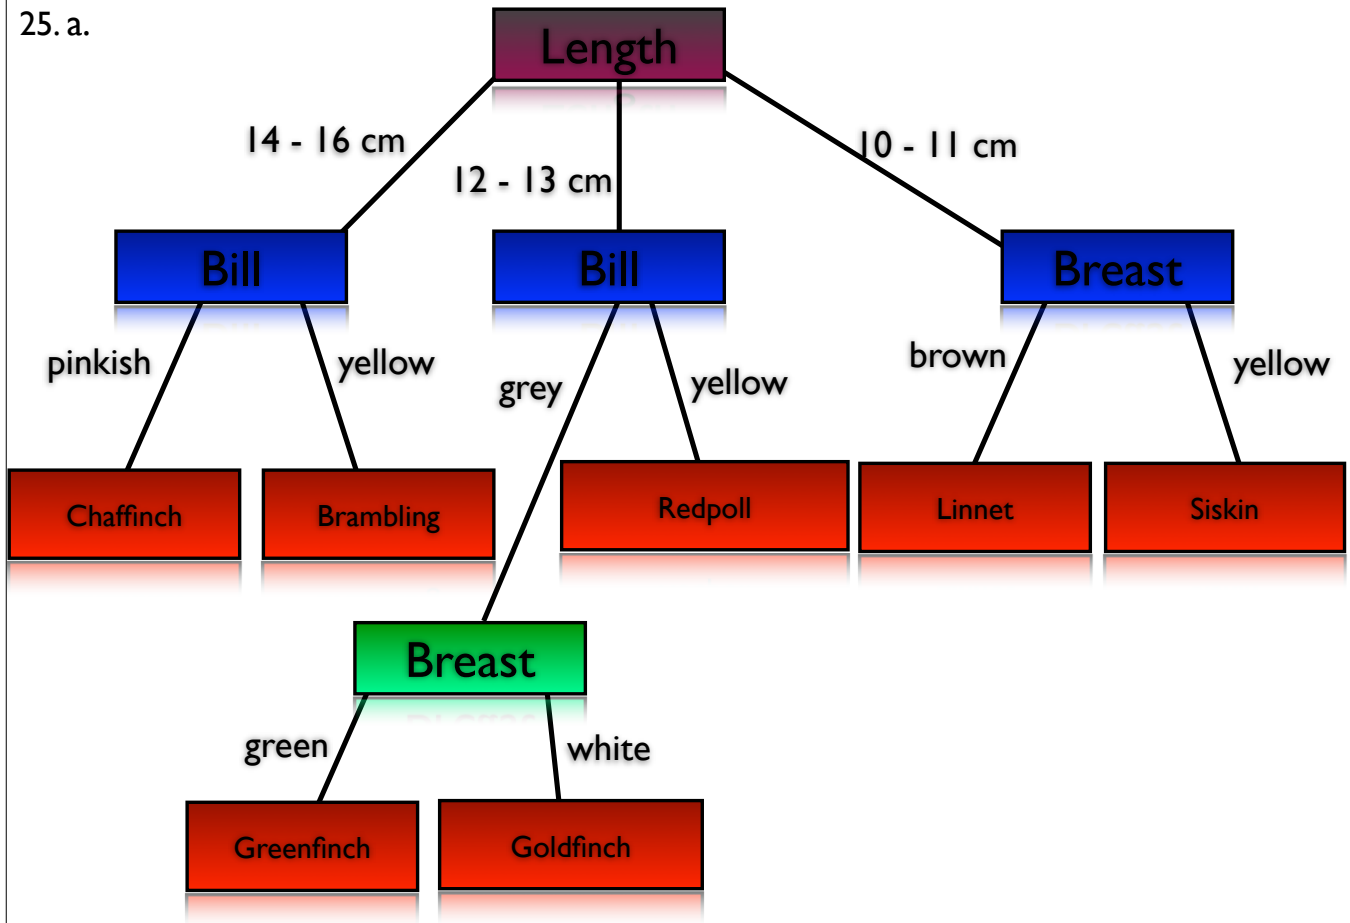 25. a.
Length
14 - 16 cm
12 - 13 cm
10 - 11 cm
Bill
Bill
Breast
pinkish
yellow
grey
yellow
brown
yellow
Chaffinch
Brambling
Redpoll
Linnet
Siskin
Breast
green
white
Greenfinch
Goldfinch